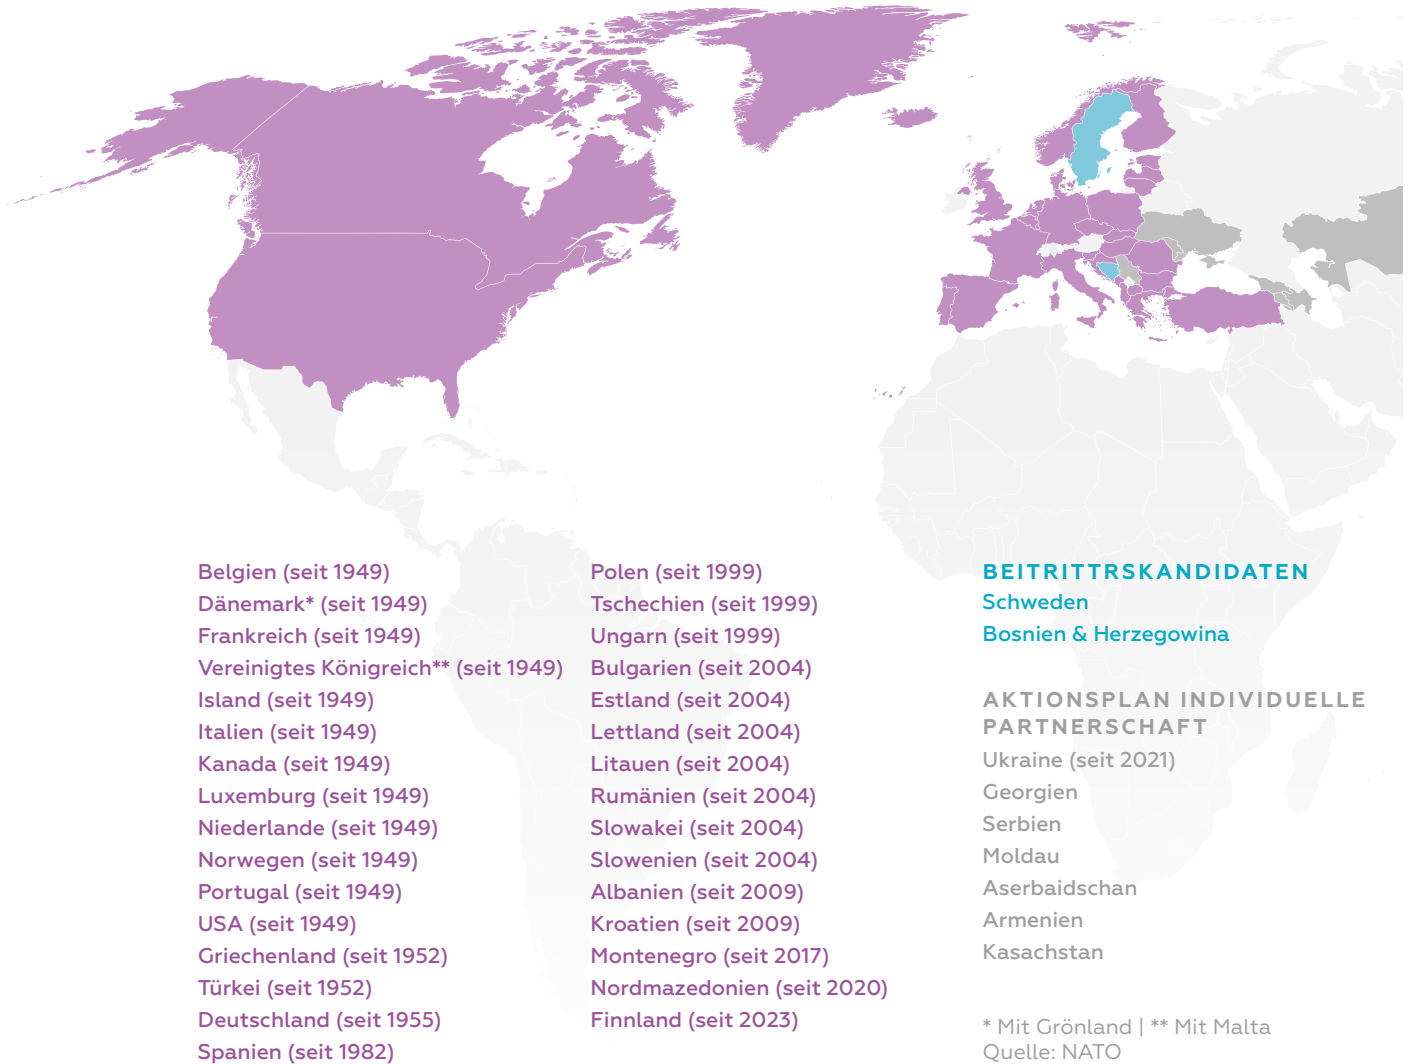 Belgien (seit 1949)
Dänemark* (seit 1949)
Frankreich (seit 1949)
Vereinigtes Königreich** (seit 1949)
Island (seit 1949)
Italien (seit 1949)
Kanada (seit 1949)
Luxemburg (seit 1949)
Niederlande (seit 1949)
Norwegen (seit 1949)
Portugal (seit 1949)
USA (seit 1949)
Griechenland (seit 1952)
Türkei (seit 1952)
Deutschland (seit 1955)
Spanien (seit 1982)
Polen (seit 1999)
Tschechien (seit 1999)
Ungarn (seit 1999)
Bulgarien (seit 2004)
Estland (seit 2004)
Lettland (seit 2004)
Litauen (seit 2004)
Rumänien (seit 2004)
Slowakei (seit 2004)
Slowenien (seit 2004)
Albanien (seit 2009)
Kroatien (seit 2009)
Montenegro (seit 2017)
Nordmazedonien (seit 2020)
Finnland (seit 2023)
BEITRITTRSKANDIDATEN
Schweden
Bosnien & Herzegowina
AKTIONSPLAN INDIVIDUELLE
PARTNERSCHAFT
Ukraine (seit 2021)
Georgien
Serbien
Moldau
Aserbaidschan
Armenien
Kasachstan
* Mit Grönland | ** Mit Malta
Quelle: NATO